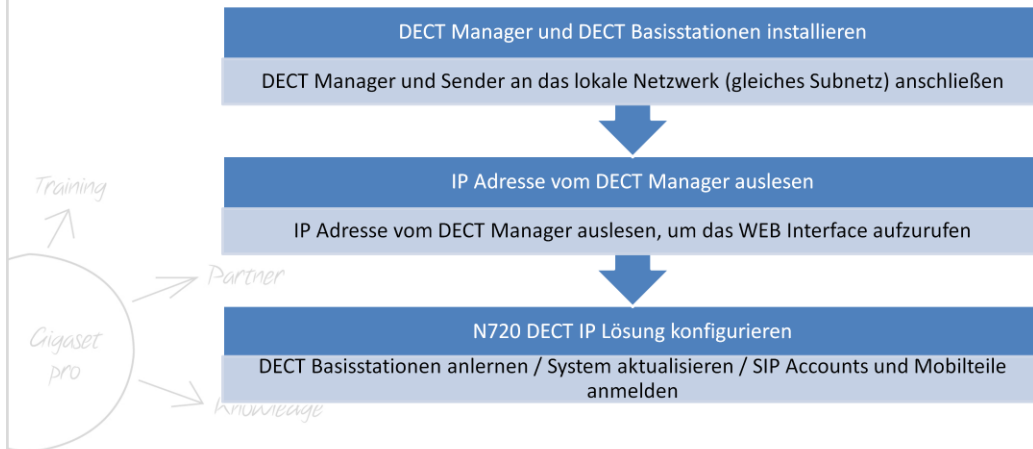 DECT Manager und DECT Basisstationen installieren
DECT Manager und Sender an das lokale Netzwerk (gleiches Subnetz) anschließen
IP Adresse vom DECT Manager auslesen
IP Adresse vom DECT Manager auslesen, um das WEB Interface aufzurufen
N720 DECT IP Lösung konfigurieren
DECT Basisstationen anlernen / System aktualisieren / SIP Accounts und Mobilteile
anmelden
Training
Partner
Gigaset
pro
Knowledge